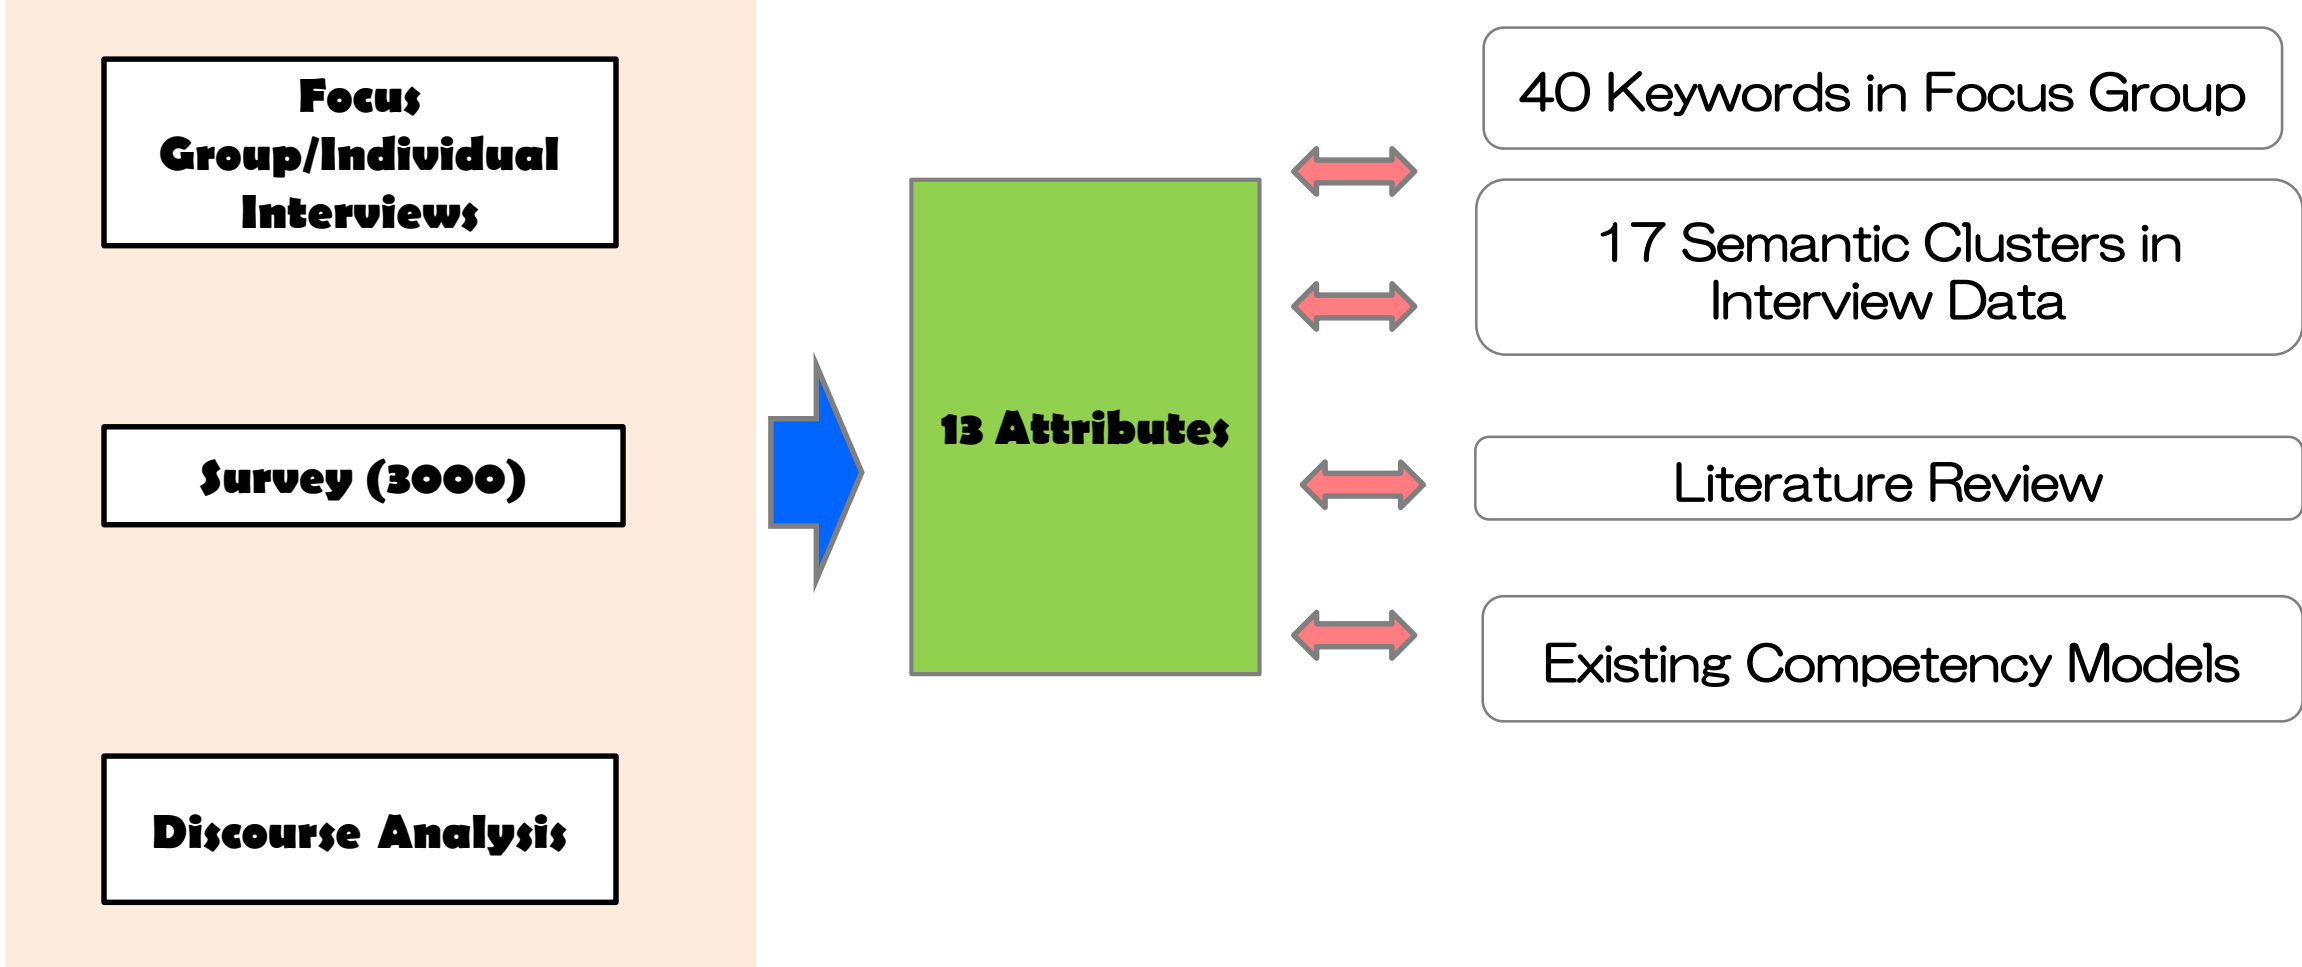 Focus
Group/Individual
Interviews
Survey (3000)
Discourse Analysis
13 Attributes
40 Keywords in Focus Group
17 Semantic Clusters in
Interview Data
Literature Review
Existing Competency Models